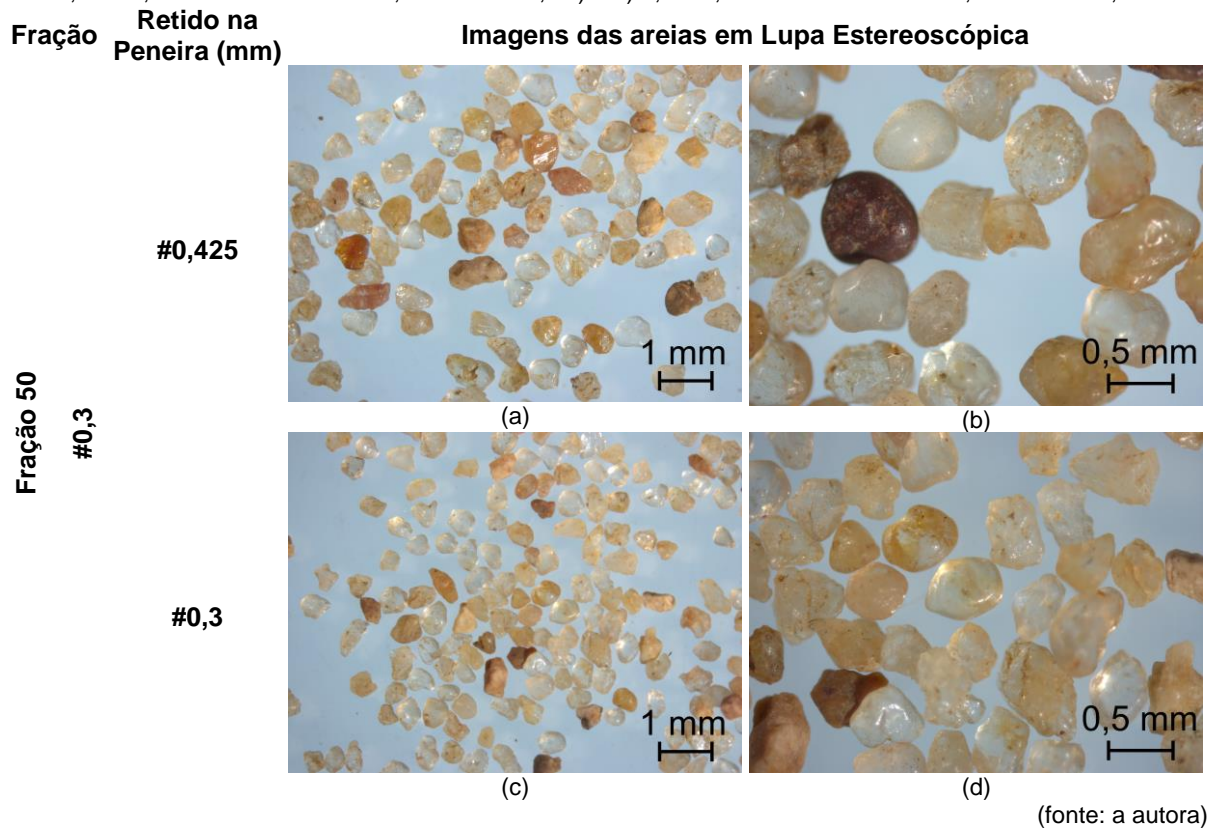 Fração
Retido na
Peneira (mm)
Imagens das areias em Lupa Estereoscópica
Fração 50
#0,3
#0,425
1 mm
0,5 mm
(a)
(b)
#0,3
1 mm
0,5 mm
(c)
(d)
(fonte: a autora)